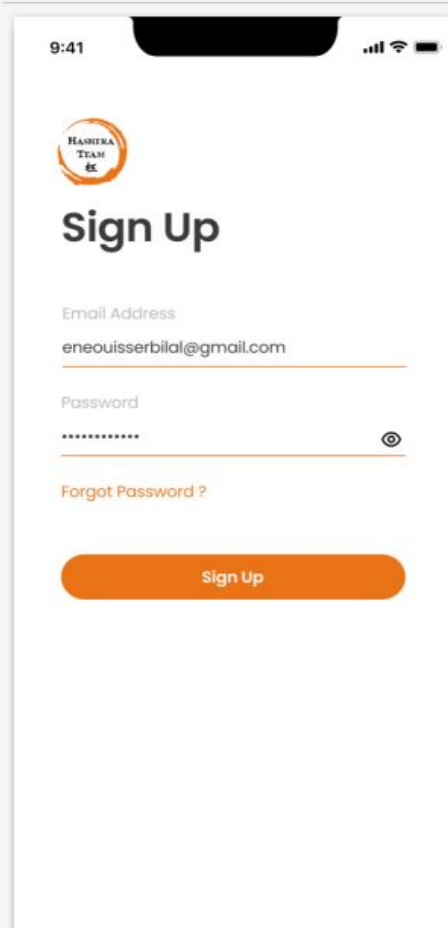 9:41
HASHIRA
TEAM
Sign Up
Email Address
eneouisserbilal@gmail.com
Password
••••••••••••
Forgot Password ?
Sign Up